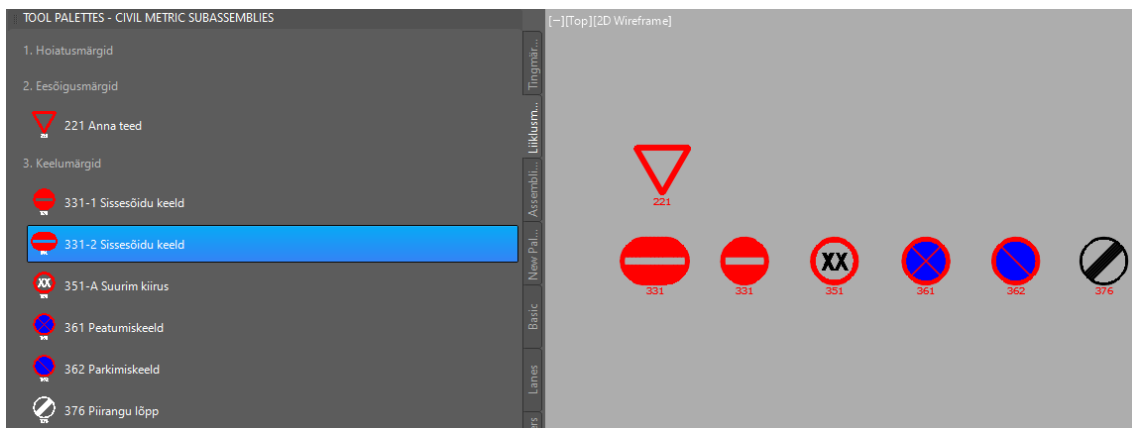 TOOL PALETTES - CIVIL METRIC SUBASSEMBLIES
1. Hoiatusmärgid
2. Eesõigusmärgid
221 Anna teed
3. Keelumärgid
331-1 Sissesõidu keeld
331-2 Sissesõidu keeld
351-A Suurim kiirus
361 Peatumiskeeld
362 Parkimiskeeld
376 Piirangu lõpp
Tingmär...
Liiklusm...
Assembli...
New Pal...
Basic
Lanes
[−][Top][2D Wireframe]
221
XX
331
331
351
361
362
376